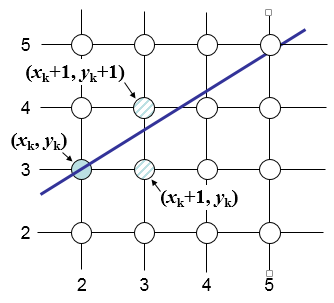 5
(xk+1, yk+1)
4
(xk, yk)
3
(xk+1, yk)
2
2 3 4 5